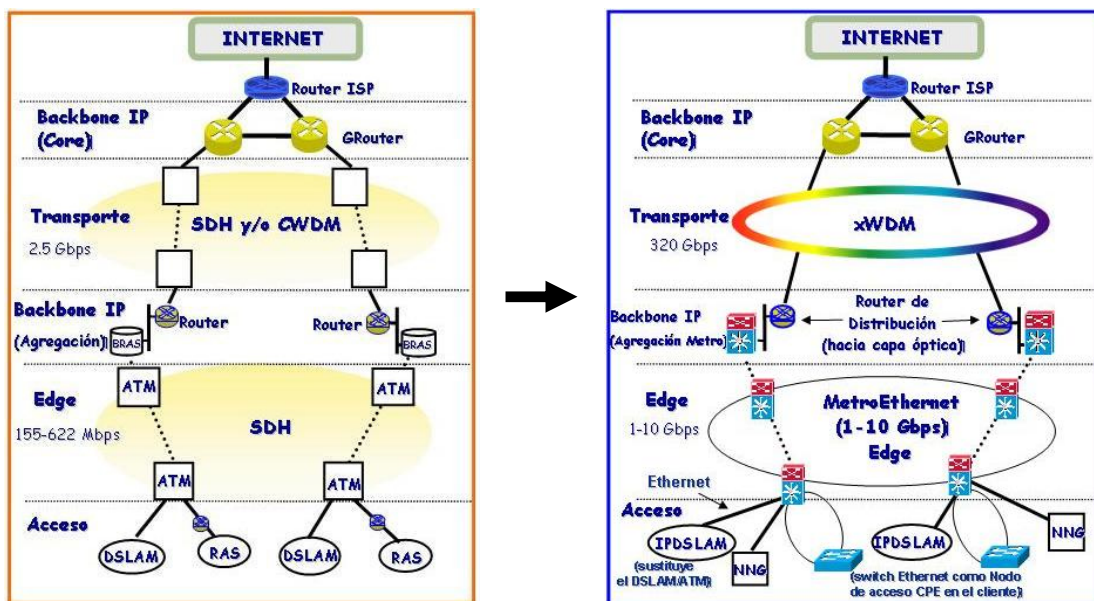 INTERNET
Router ISP
Backbone IP
(Core)
GRouter
Transporte
SDH y/o CWDM
2.5 Gbps
Backbone IP
Router
Router
(Agregación)
BRAS
BRAS
ATM
ATM
Edge
SDH
155-622 Mbps
ATM
ATM
Acceso
DSLAM
RAS
DSLAM
RAS
INTERNET
Router ISP
Backbone IP
(Core)
GRouter
Transporte
xWDM
320 Gbps
Backbone IP
(Agregación Metro)
Router de
Distribución
(hacia capa óptica)
Edge
1-10 Gbps
MetroEthernet
(1-10 Gbps)
Edge
Ethernet
Acceso
IPDSLAM
NNG
IPDSLAM
NNG
(sustituye
el DSLAM/ATM)
(switch Ethernet como Nodo
de acceso CPE en el cliente)